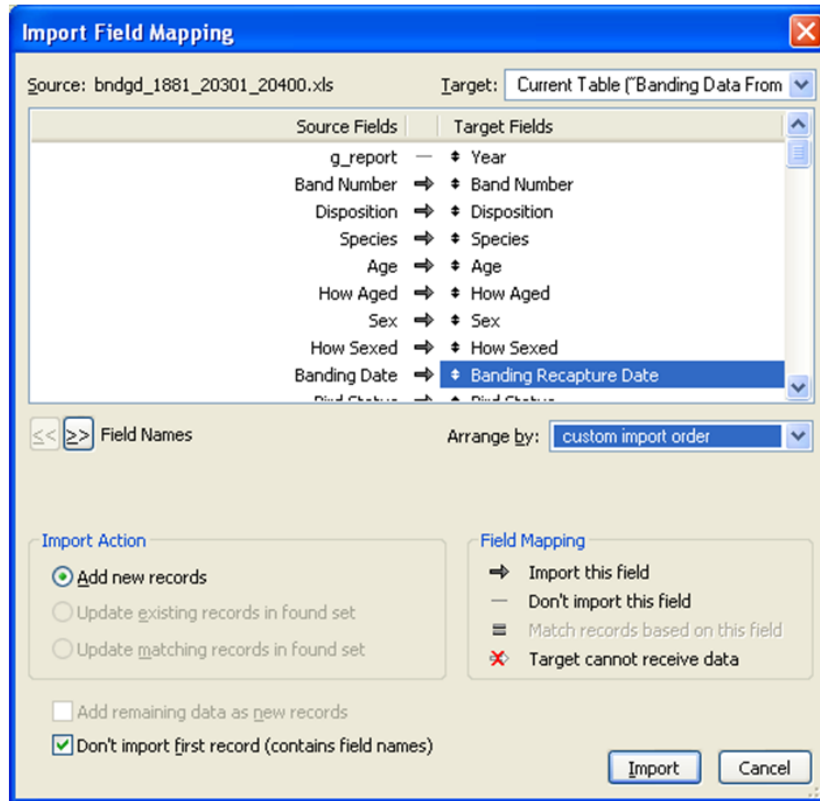 Import Field Mapping
Source: bndgd_1881_20301_20400.xls Target: Current Table ("Banding Data From
Source Fields Target Fields
g_report Year
Band Number Band Number
Disposition Disposition
Species Species
Age Age
How Aged How Aged
Sex Sex
How Sexed How Sexed
Banding Date Banding Recapture Date
Bird Status Bird Status
<< >> Field Names Arrange by: custom import order
Import Action Field Mapping
Add new records Import this field
Update existing records in found set Don't import this field
Update matching records in found set Match records based on this field
Target cannot receive data
Add remaining data as new records
Don't import first record (contains field names)
Import Cancel